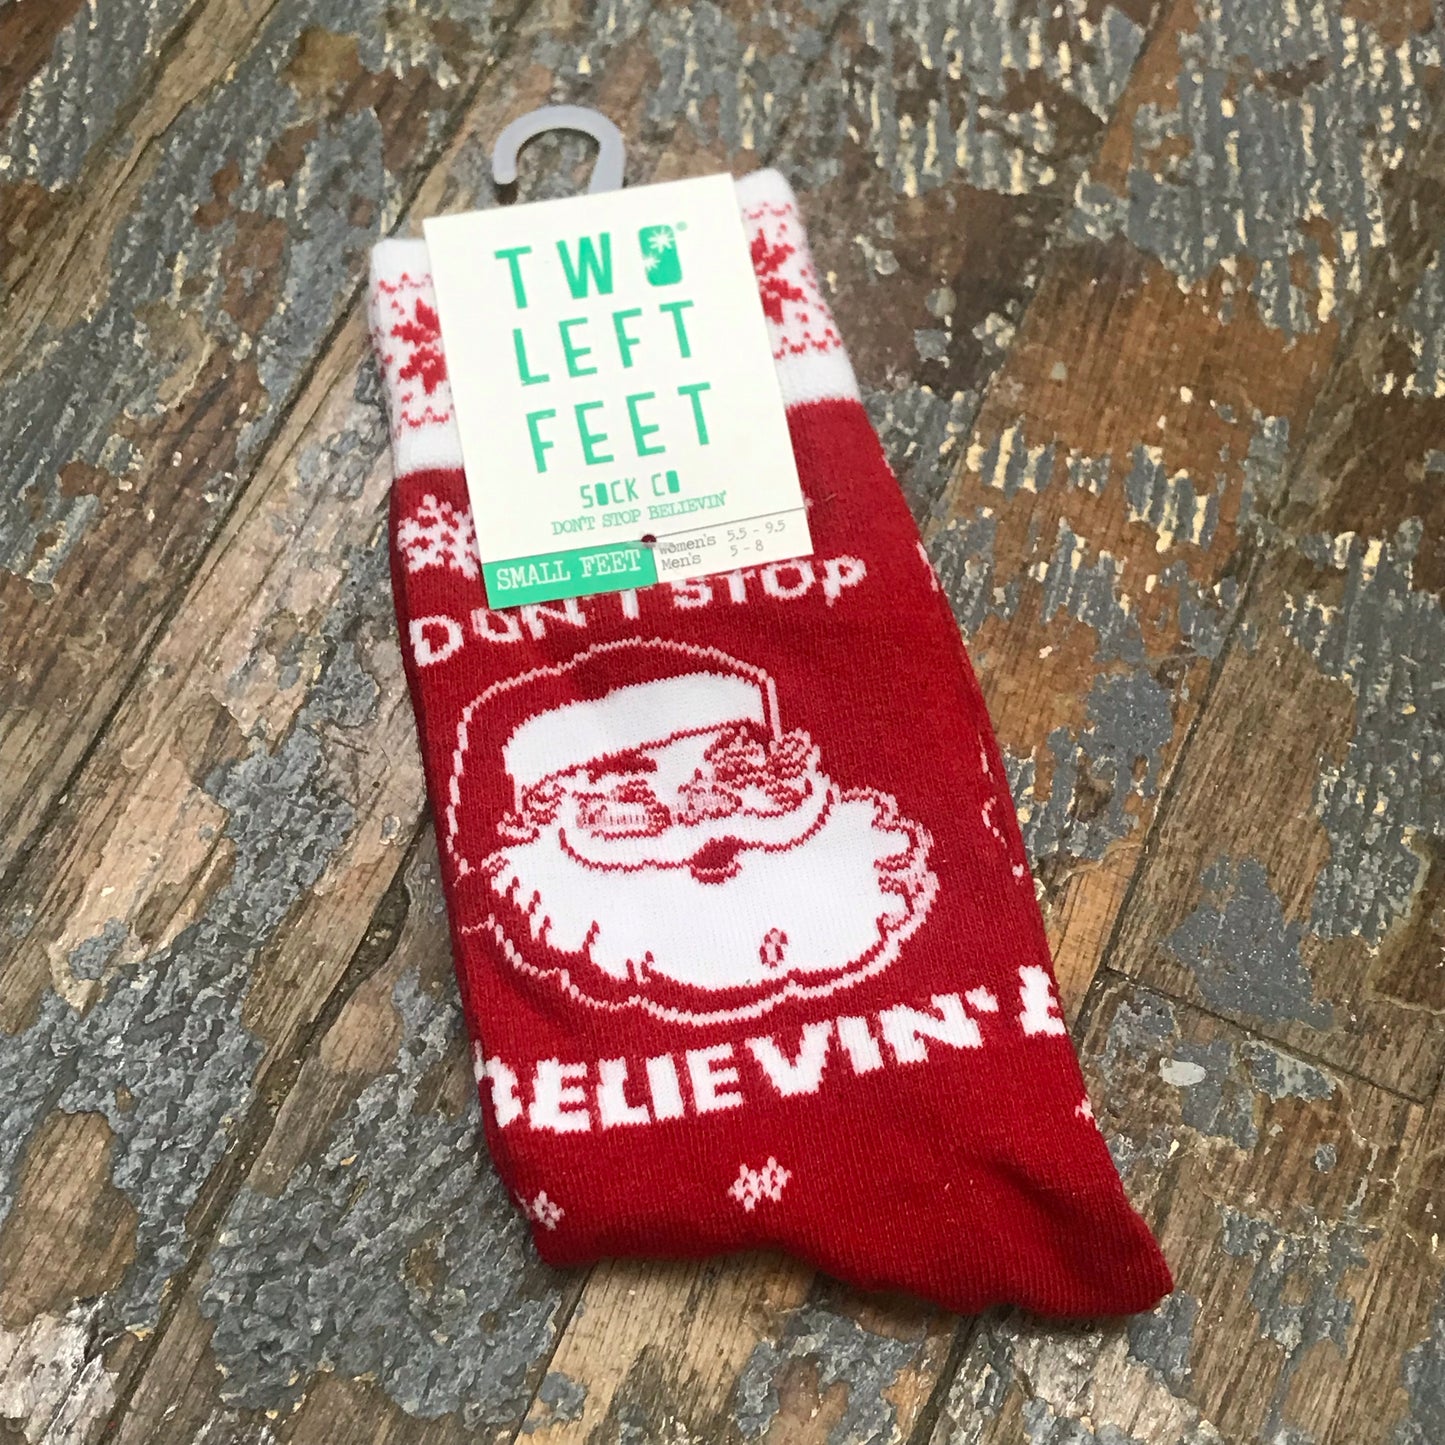 TWO®
LEFT
FEET
SOCK CO
DON'T STOP BELIEVIN'
SMALL FEET Women's 5.5 - 9.5
Men's 5 - 8
DON'T STOP
BELIEVIN'